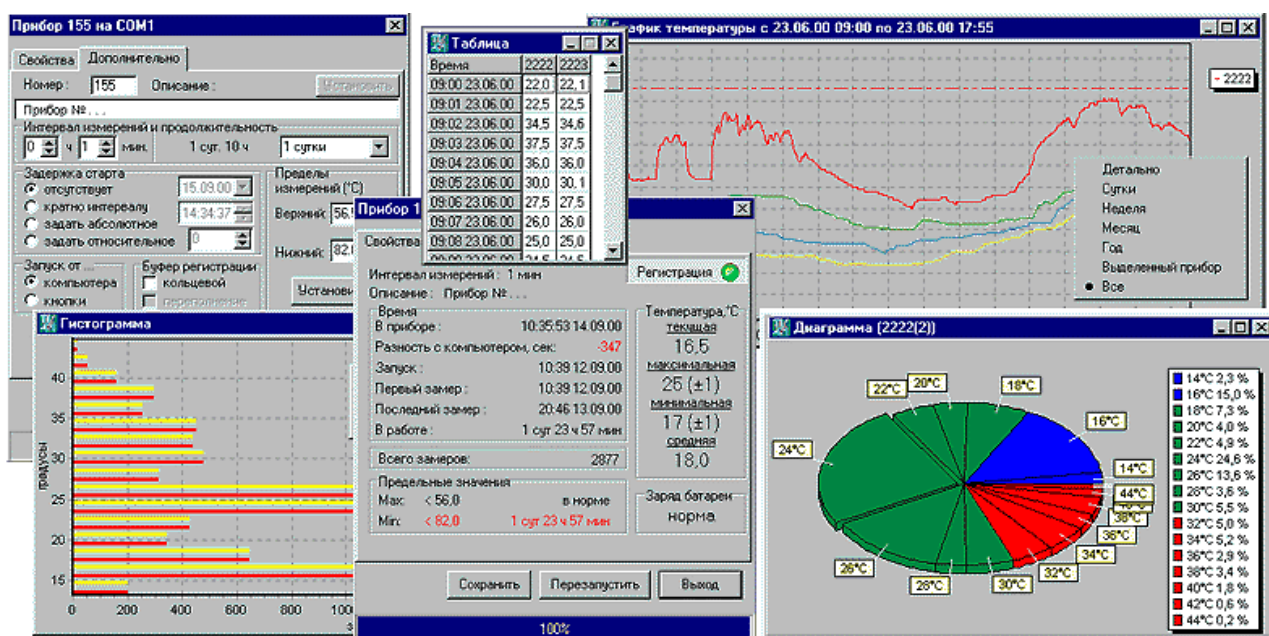 Прибор 155 на COM1
Свойства Дополнительно
Номер: 155 Описание: Установить
Прибор № ...
Интервал измерений и продолжительность
0 ч 1 мин. 1 сут. 10 ч 1 сутки
Задержка старта
отсутствует 15.09.00
кратно интервалу 14:34:37
задать абсолютное
задать относительное 0
Пределы
измерений (°C)
Верхний: 56,
Нижний: 82,
Запуск от ...
компьютера
кнопки
Буфер регистрации
кольцевой
переполнение
Таблица
Время 2222 2223
09:00 23.06.00 22,0 22,1
09:01 23.06.00 22,5 22,5
09:02 23.06.00 34,5 34,6
09:03 23.06.00 37,5 37,5
09:04 23.06.00 36,0 36,0
09:05 23.06.00 30,0 30,1
09:06 23.06.00 27,5 27,5
09:07 23.06.00 26,0 26,0
09:08 23.06.00 25,0 25,0
температуры с 23.06.00 09:00 по 23.06.00 17:55
2222
Детально
Сутки
Неделя
Месяц
Год
Выделенный прибор
Все
Прибор 1
Свойства
Интервал измерений: 1 мин Регистрация
Описание: Прибор № ...
Время
В приборе: 10:35:53 14.09.00
Разность с компьютером, сек: -347
Запуск: 10:39 12.09.00
Первый замер: 10:39 12.09.00
Последний замер: 20:46 13.09.00
В работе: 1 сут 23 ч 57 мин
Всего замеров: 2877
Предельные значения
Max: < 56,0 в норме
Min: < 82,0 1 сут 23 ч 57 мин
Температура,°C
текущая
16,5
максимальная
25 (±1)
минимальная
17 (±1)
средняя
18,0
Заряд батареи
норма
Сохранить Перезапустить Выход
100%
Гистограмма
градусы
40
35
30
25
20
15
0 200 400 600 800
Диаграмма (2222(2))
22°C 20°C 18°C
24°C 16°C
14°C
44°C
38°C
36°C
34°C
26°C 28°C 30°C 32°C
14°C 2,3 %
16°C 15,0 %
18°C 7,3 %
20°C 4,0 %
22°C 4,9 %
24°C 24,6 %
26°C 13,6 %
28°C 3,6 %
30°C 5,5 %
32°C 5,0 %
34°C 5,2 %
36°C 2,9 %
38°C 3,4 %
40°C 1,8 %
42°C 0,6 %
44°C 0,2 %